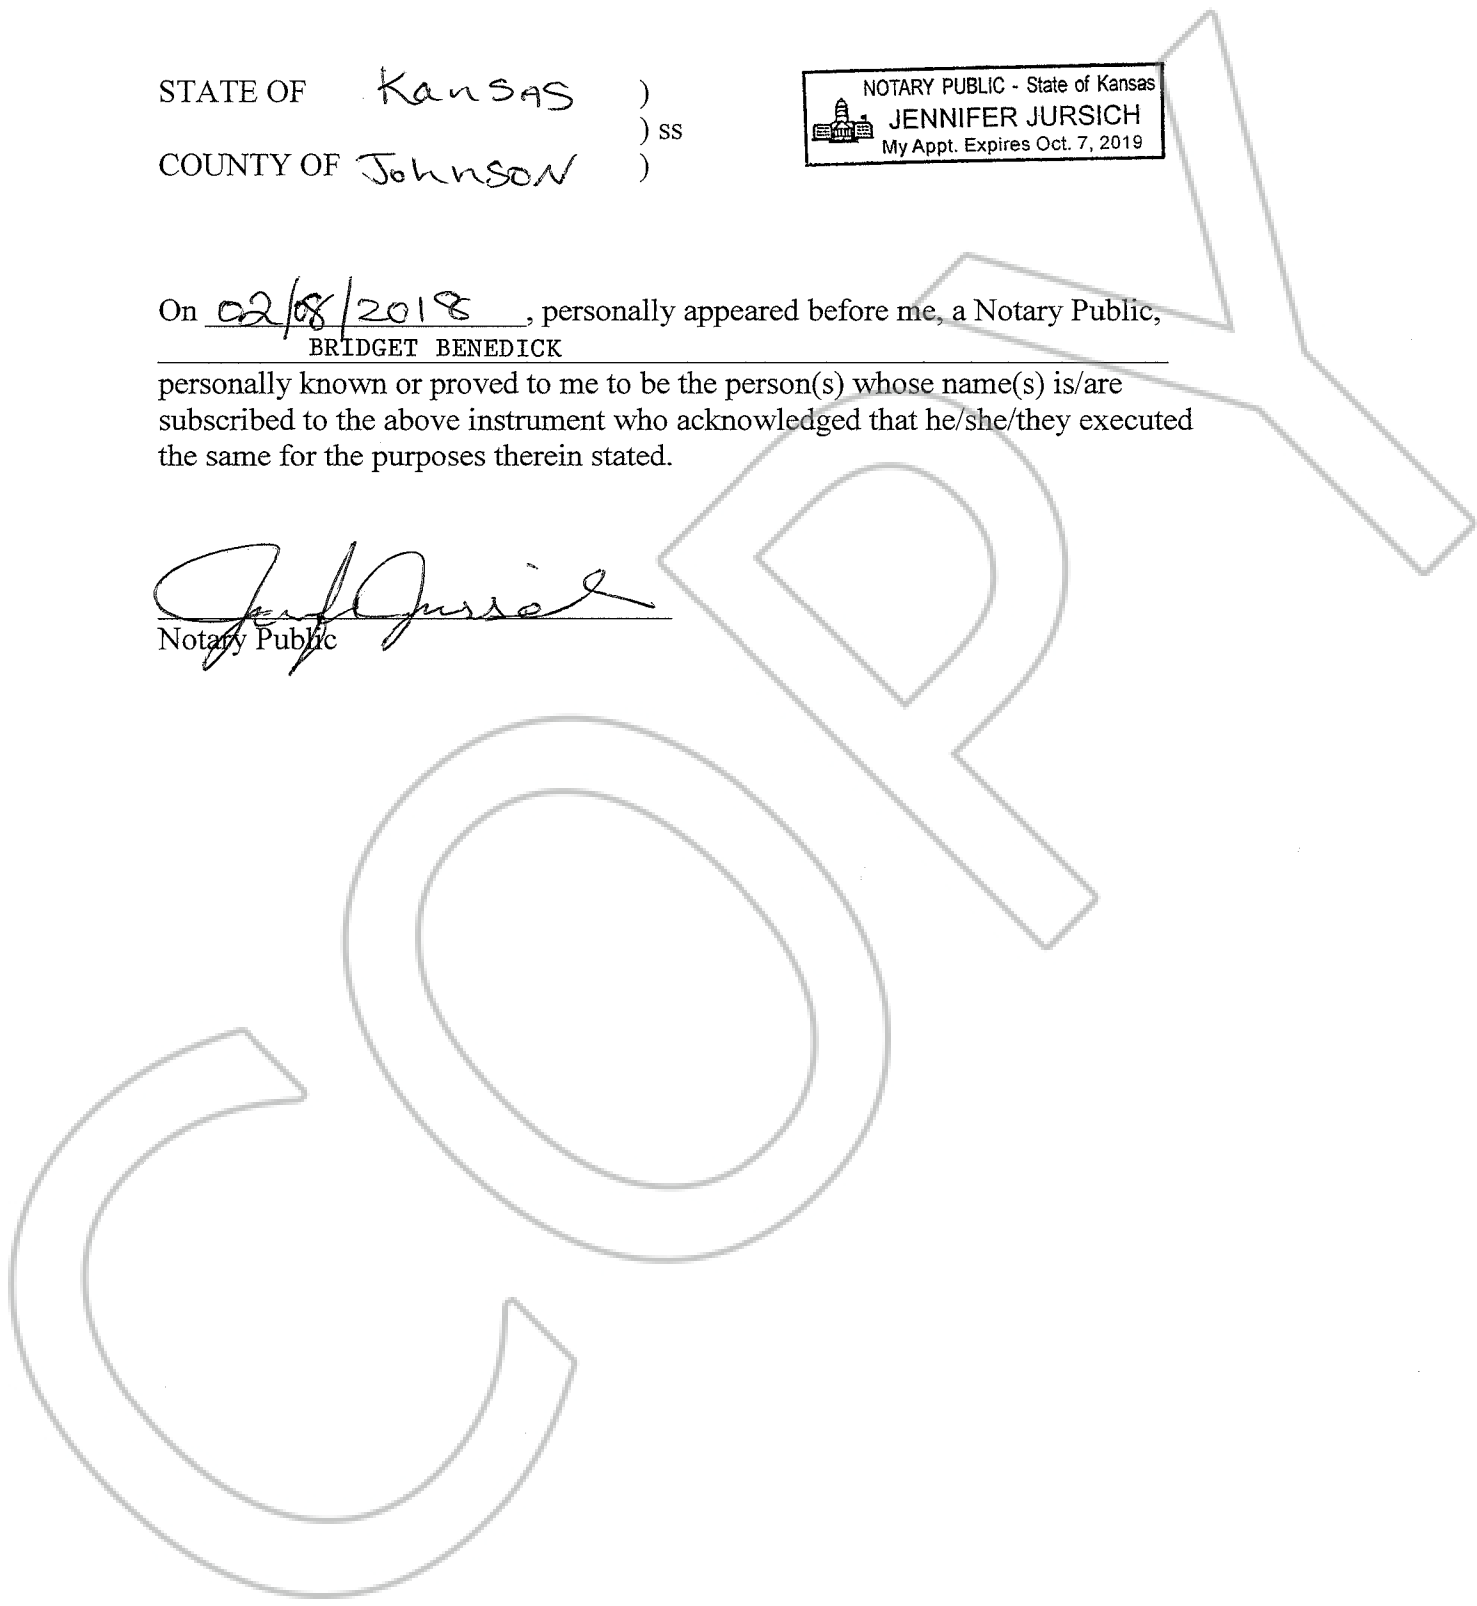 STATE OF Kansas )
) ss
COUNTY OF Johnson )
NOTARY PUBLIC - State of Kansas
JENNIFER JURSICH
My Appt. Expires Oct. 7, 2019
On 02/08/2018, personally appeared before me, a Notary Public,
BRIDGET BENEDICK
personally known or proved to me to be the person(s) whose name(s) is/are
subscribed to the above instrument who acknowledged that he/she/they executed
the same for the purposes therein stated.
Jennifer Jursich
Notary Public
COPY